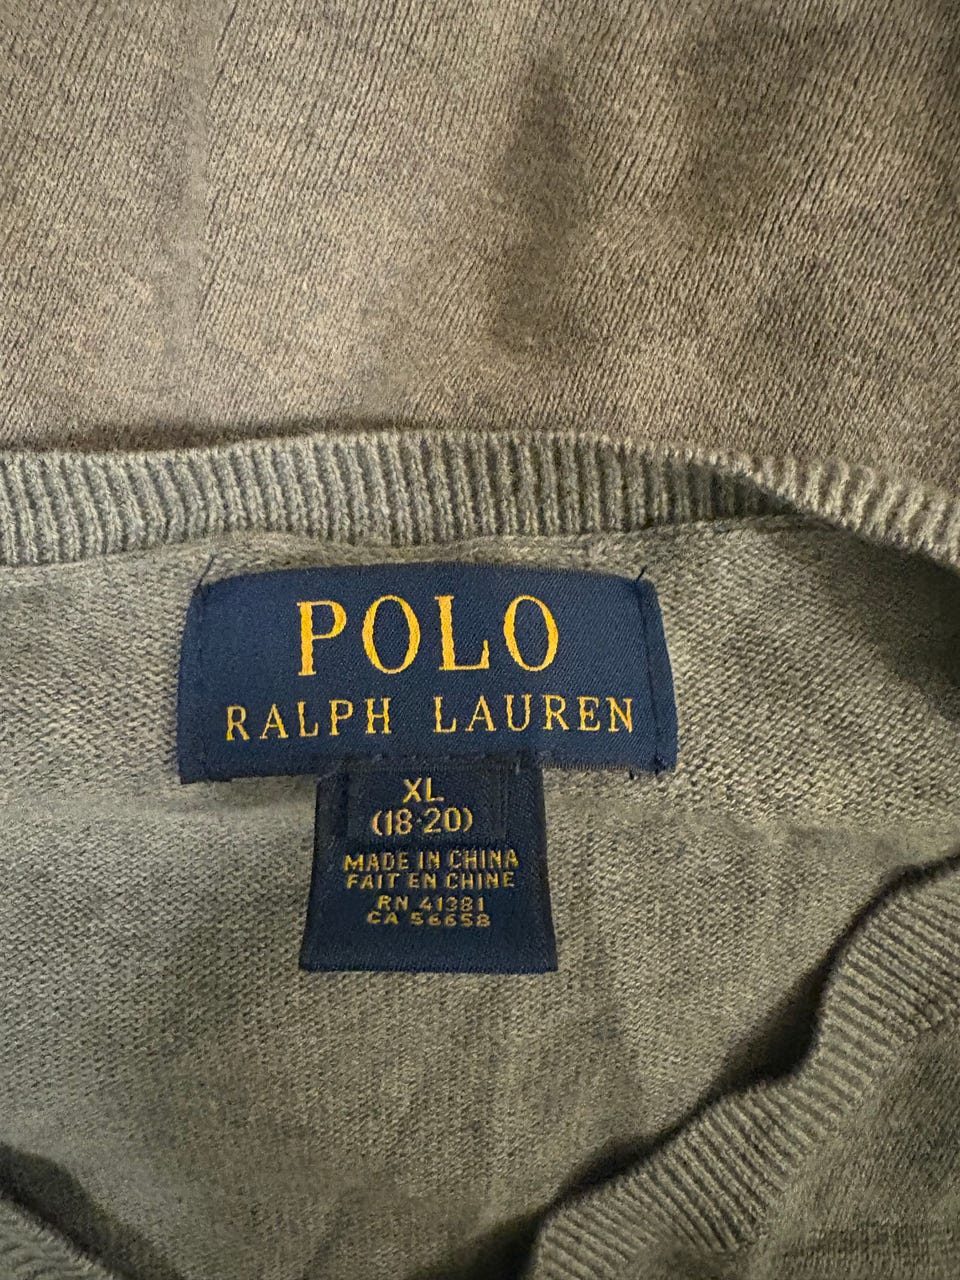 POLO
RALPH LAUREN
XL
(18-20)
MADE IN CHINA
FAIT EN CHINE
RN 41381
CA 56658